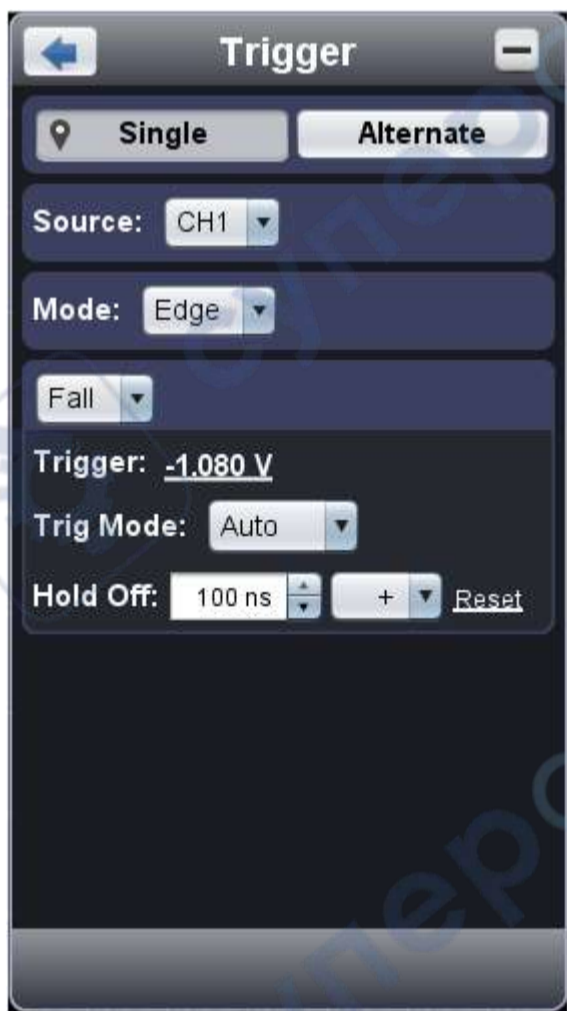 Trigger
Single Alternate
Source: CH1
Mode: Edge
Fall
Trigger: -1.080 V
Trig Mode: Auto
Hold Off: 100 ns + Reset